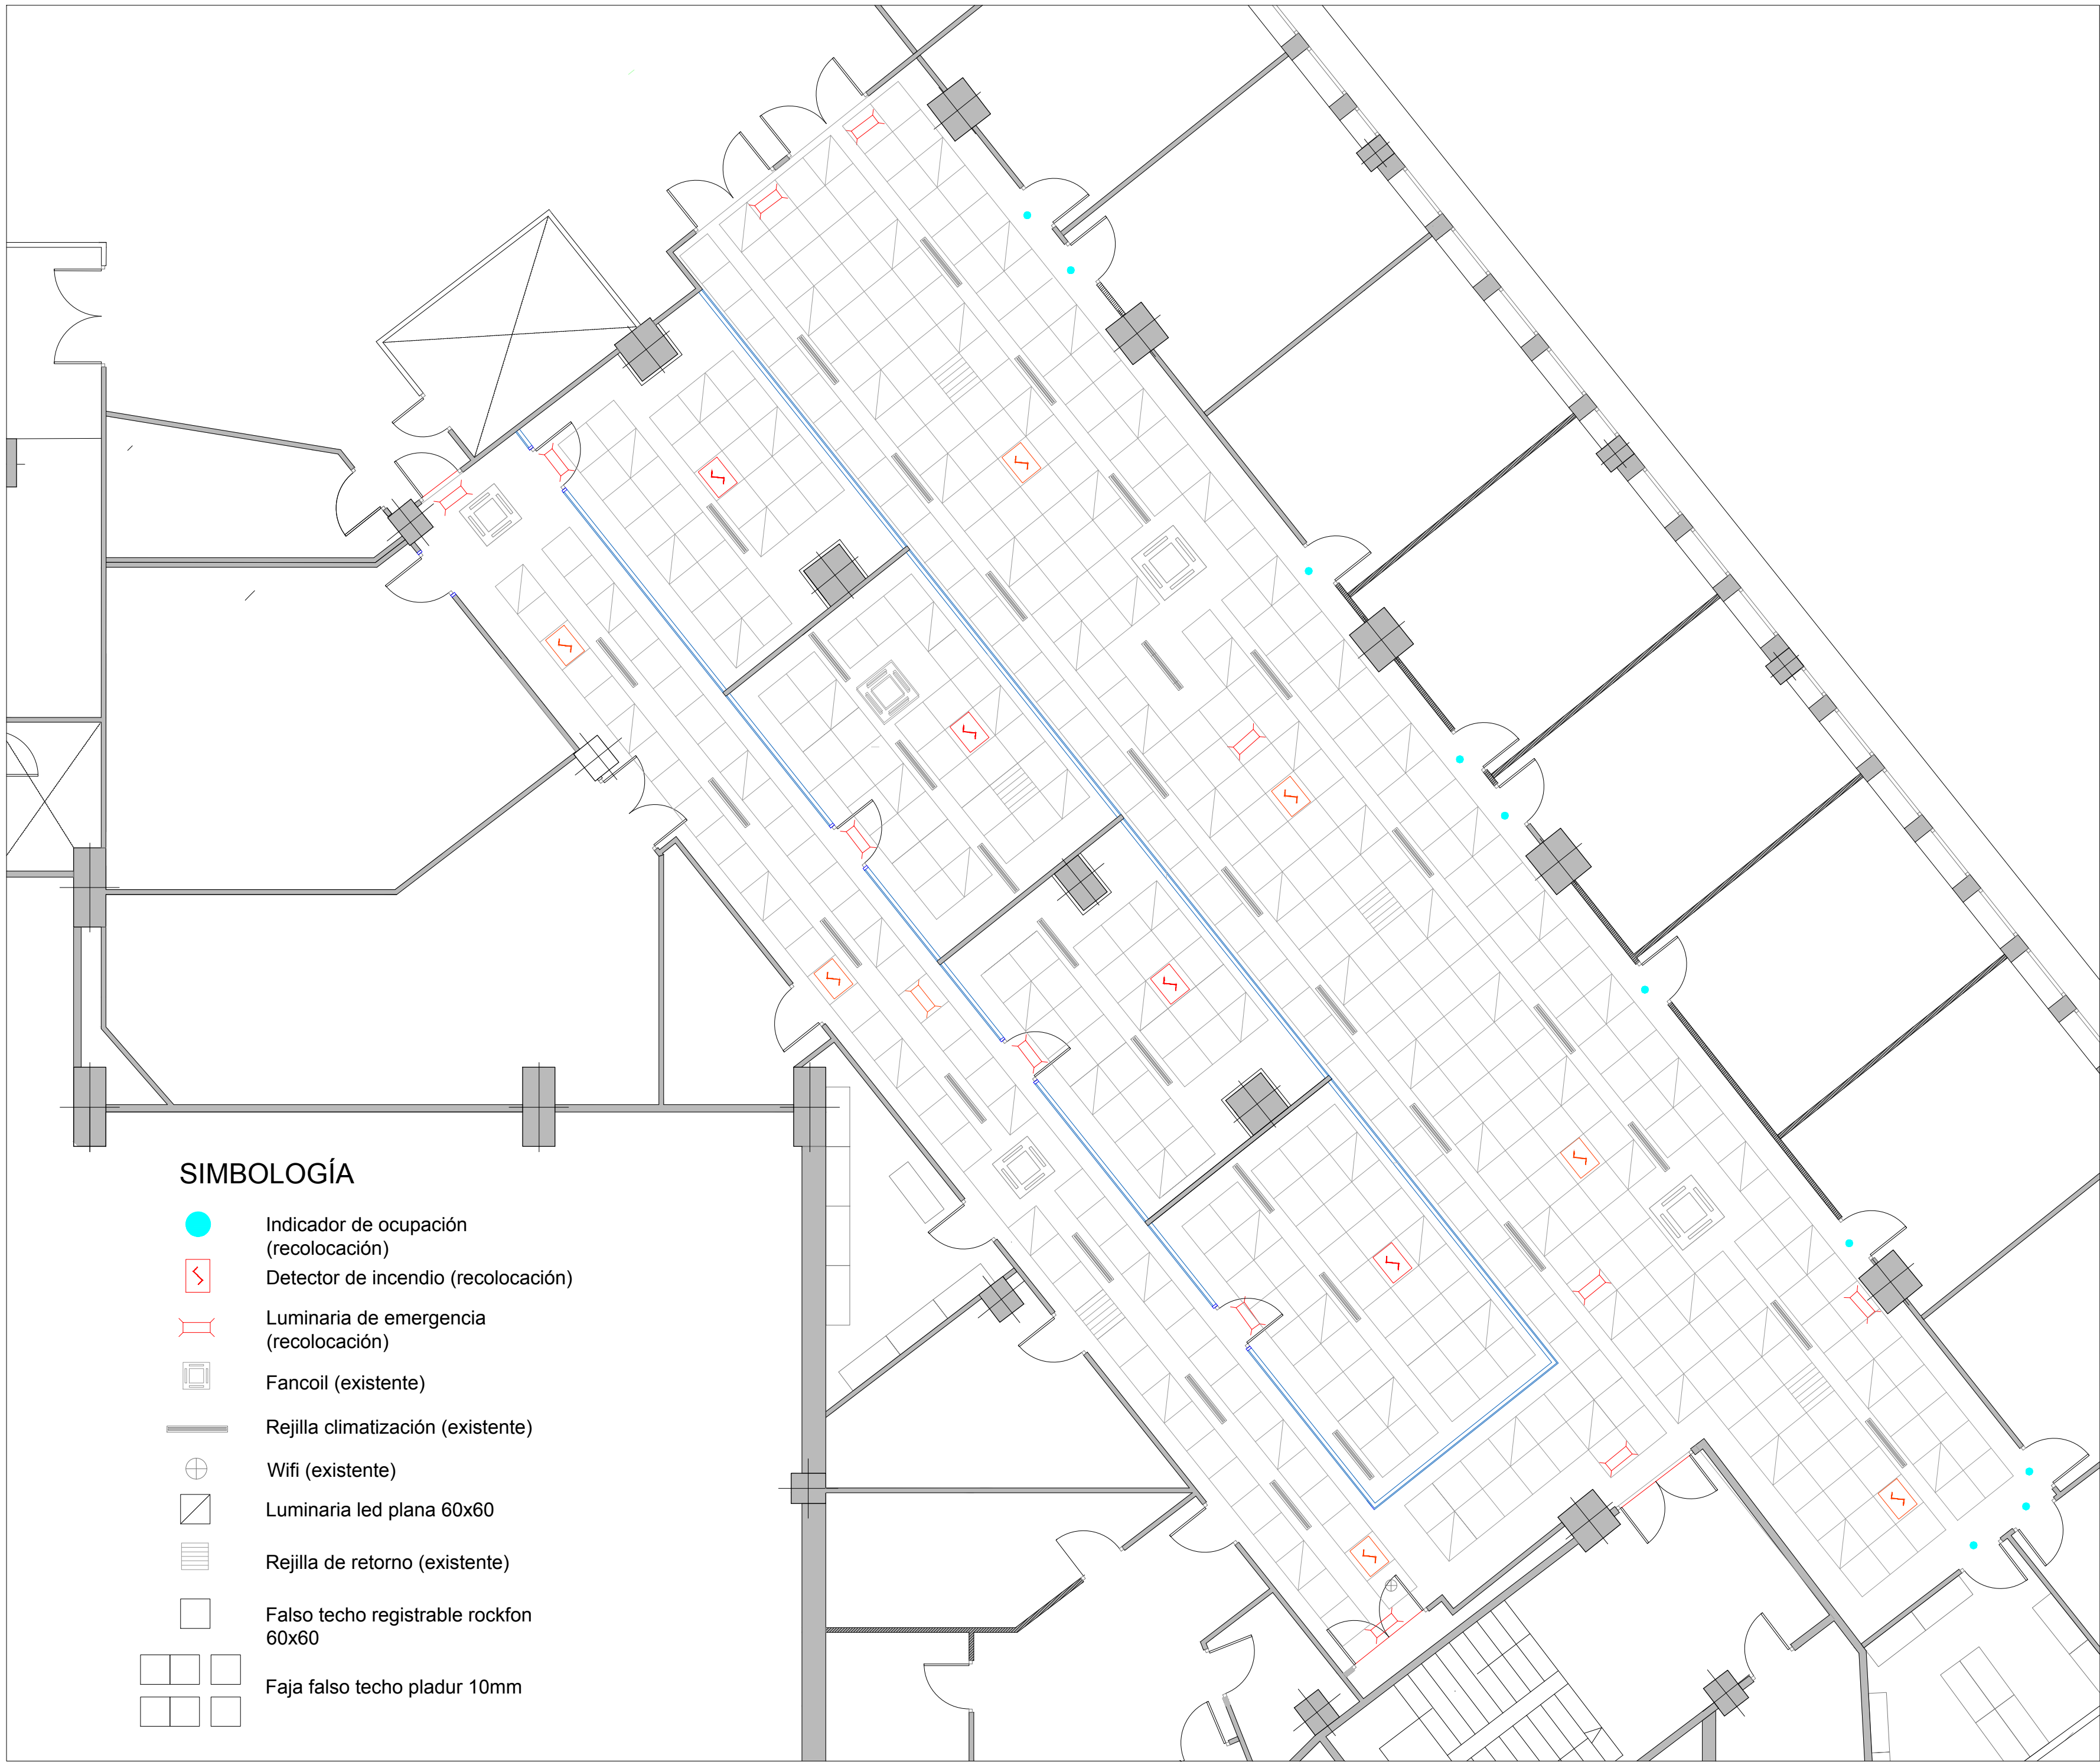 SIMBOLOGÍA
Indicador de ocupación
(recolocación)
Detector de incendio (recolocación)
Luminaria de emergencia
(recolocación)
Fancoil (existente)
Rejilla climatización (existente)
Wifi (existente)
Luminaria led plana 60x60
Rejilla de retorno (existente)
Falso techo registrable rockfon
60x60
Faja falso techo pladur 10mm